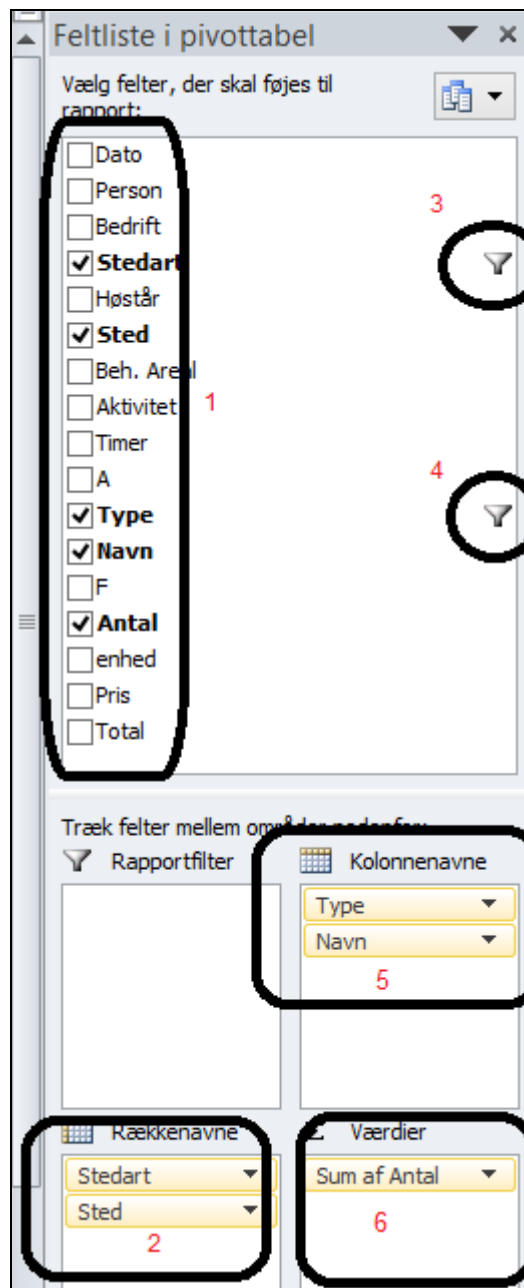 Feltliste i pivottabel
Vælg felter, der skal føjes til
rapport:
Dato
Person
Bedrift
3
Stedart
Høstår
Sted
Beh. Areal
Aktivitet
1
Timer
A
4
Type
Navn
F
Antal
enhed
Pris
Total
Træk felter mellem områder nedenfor:
Rapportfilter
Kolonnenavne
Type
Navn
5
Rækkenavne
Σ Værdier
Stedart
Sum af Antal
Sted
2
6